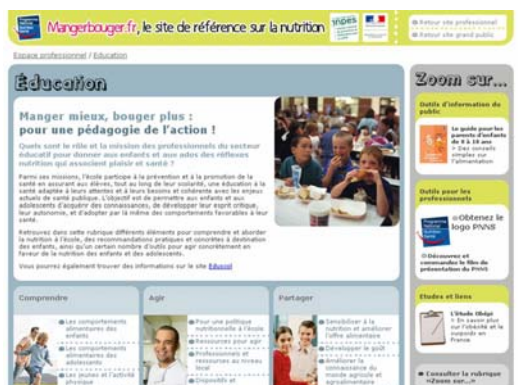 Mangerbouger.fr, le site de référence sur la nutrition
inpes
Retour site professionnel
Retour site grand public
Espace professionnel / Education
Éducation
Manger mieux, bouger plus :
pour une pédagogie de l'action !
Quels sont le rôle et la mission des professionnels du secteur
éducatif pour donner aux enfants et aux ados des réflexes
nutrition qui associent plaisir et santé ?
Parmi ses missions, l'école participe à la prévention et à la promotion de la
santé en assurant aux élèves, tout au long de leur scolarité, une éducation à la
santé adaptée à leurs attentes et à leurs besoins et cohérente avec les enjeux
actuels de santé publique. L'objectif est de permettre aux enfants et aux
adolescents d'acquérir des connaissances, de développer leur esprit critique,
leur autonomie, et d'adopter par là même des comportements favorables à leur
santé.
Retrouvez dans cette rubrique différents éléments pour comprendre et aborder
la nutrition à l'école, des recommandations pratiques et concrètes à destination
des enfants, ainsi qu'un certain nombre d'outils pour agir concrètement en
faveur de la nutrition des enfants et des adolescents.
Vous pourrez également trouver des informations sur le site Eduscol
Comprendre
Les comportements
alimentaires des
enfants
Les comportements
alimentaires des
adolescents
Les jeunes et l'activité
physique
Agir
Pour une politique
nutritionnelle à l'école
Ressources pour agir
Professionnels et
ressources au niveau
local
Dispositifs et
Partager
Sensibiliser à la
nutrition et améliorer
l'offre alimentaire
Développer le goût
Améliorer la
connaissance du
monde agricole et
agroalimentaire
Zoom sur...
Outils d'information du
public
Le guide pour les
parents d'enfants
de 0 à 18 ans
> Des conseils
simples sur
l'alimentation
Outils pour les
professionnels
Programme
National
Nutrition
Santé
Obtenez le
logo PNNS
Découvrez et
commandez le film de
présentation du PNNS
Etudes et liens
L'étude Obépi
> En savoir plus
sur l'obésité et le
surpoids en
France...
Consulter la rubrique
«Zoom sur...»